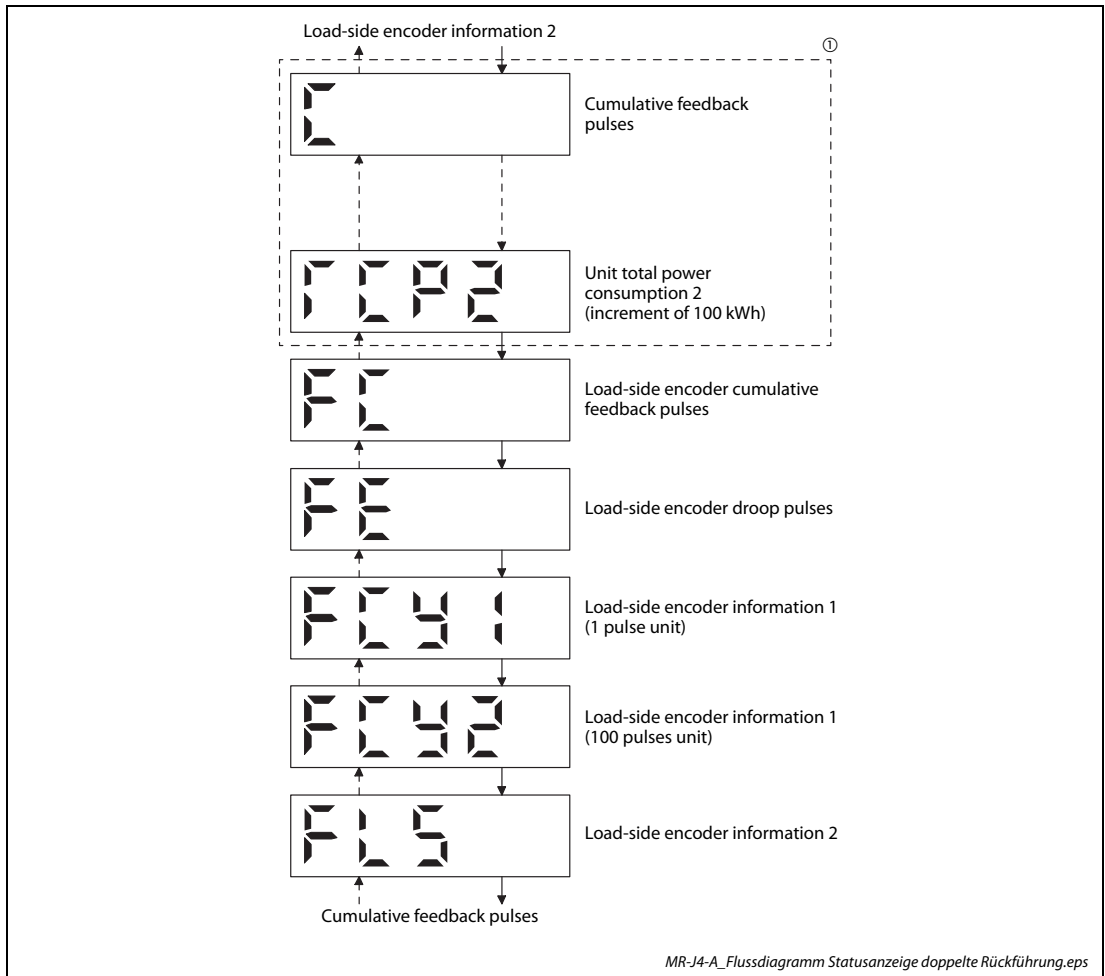 Load-side encoder information 2
①
C
Cumulative feedback
pulses
TCP2
Unit total power
consumption 2
(increment of 100 kWh)
FC
Load-side encoder cumulative
feedback pulses
FE
Load-side encoder droop pulses
FCy1
Load-side encoder information 1
(1 pulse unit)
FCy2
Load-side encoder information 1
(100 pulses unit)
FLS
Load-side encoder information 2
Cumulative feedback pulses
MR-J4-A_Flussdiagramm Statusanzeige doppelte Rückführung.eps